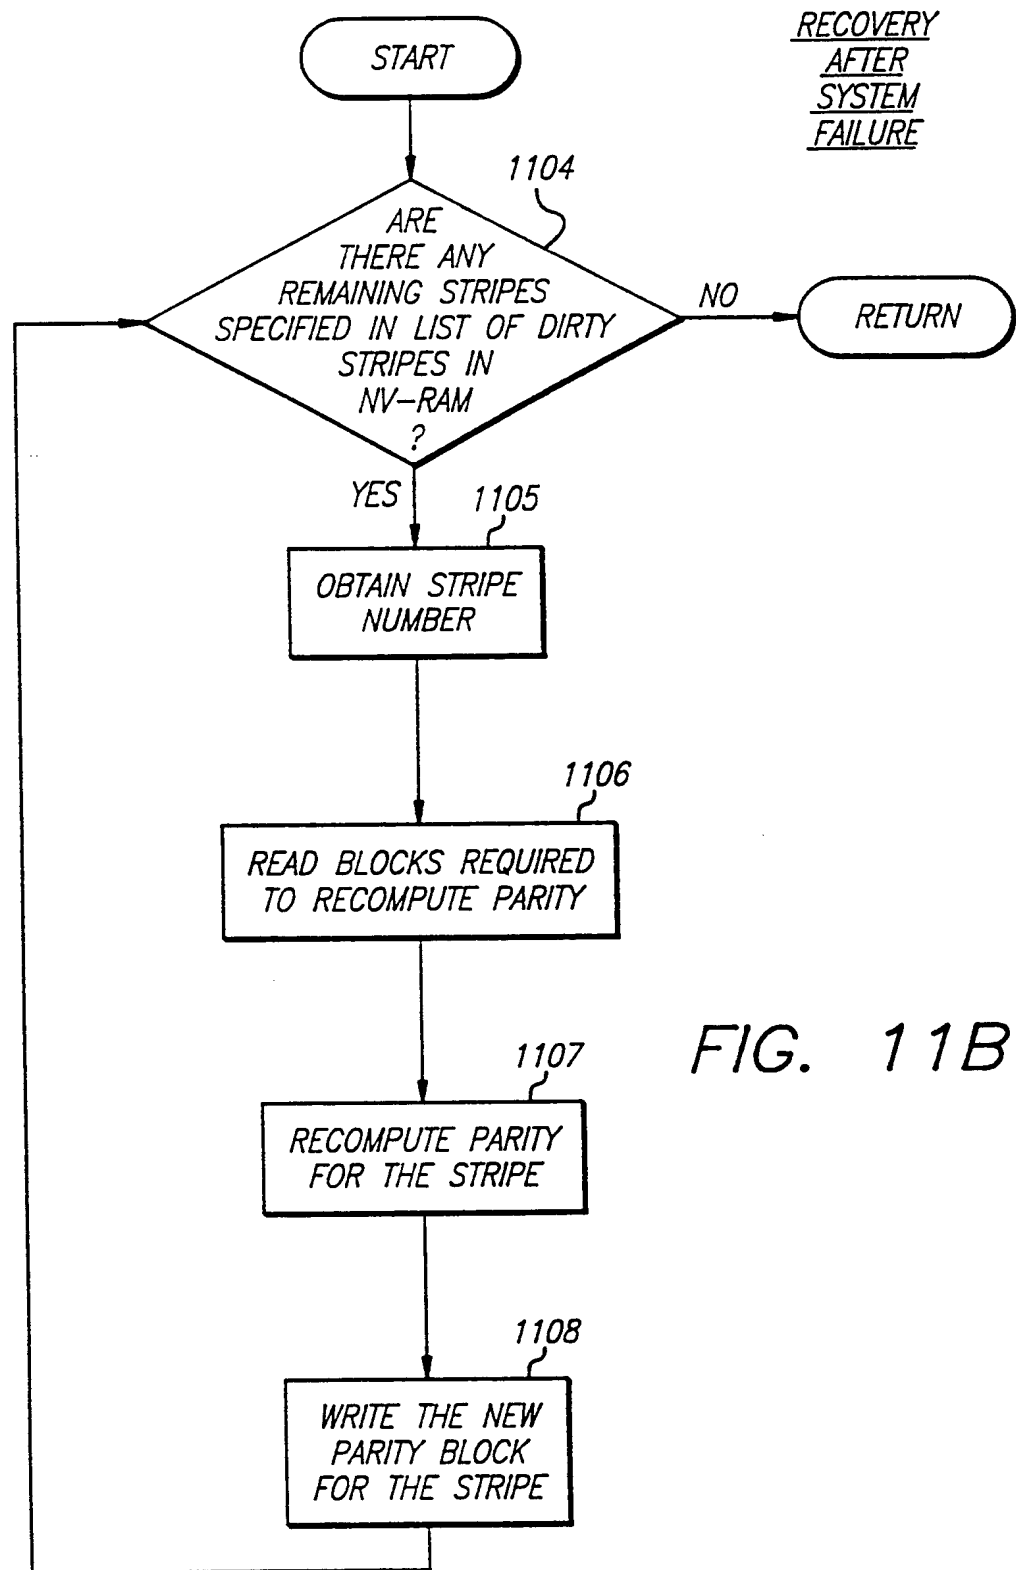 RECOVERY
AFTER
SYSTEM
FAILURE
START
1104
ARE
THERE ANY
REMAINING STRIPES
SPECIFIED IN LIST OF DIRTY
STRIPES IN
NV-RAM
?
NO
RETURN
YES
1105
OBTAIN STRIPE
NUMBER
1106
READ BLOCKS REQUIRED
TO RECOMPUTE PARITY
1107
RECOMPUTE PARITY
FOR THE STRIPE
FIG. 11B
1108
WRITE THE NEW
PARITY BLOCK
FOR THE STRIPE